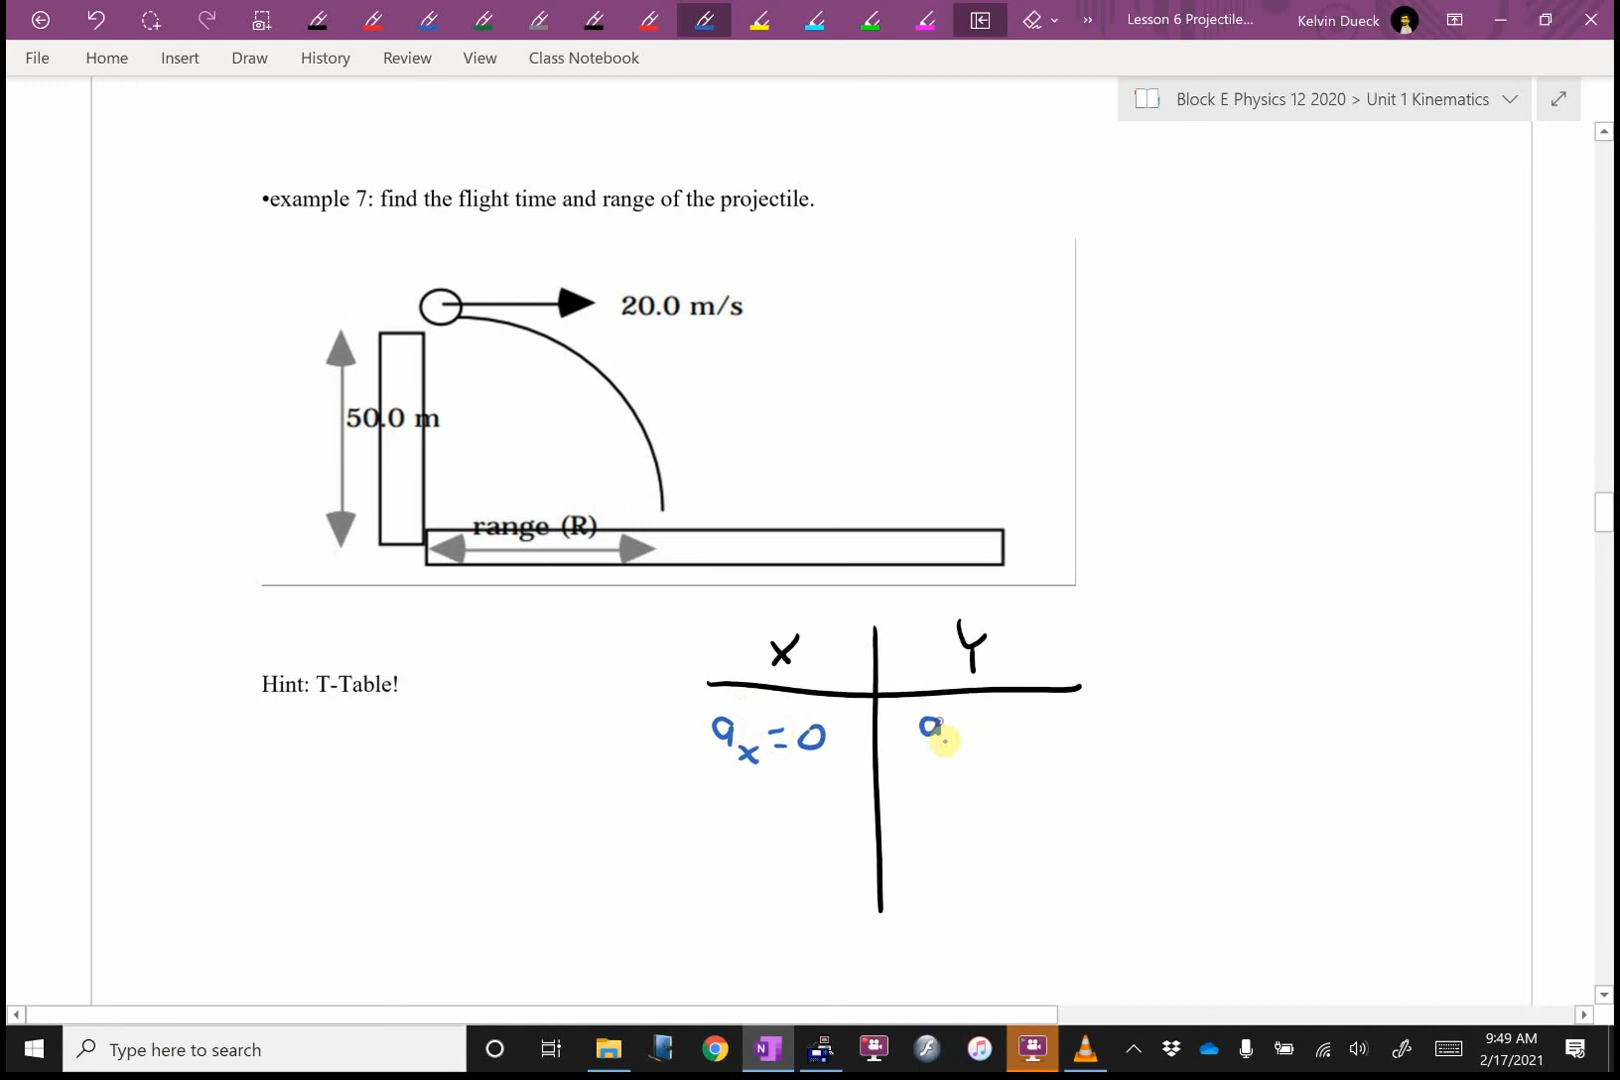 Lesson 6 Projectile...
Kelvin Dueck
File Home Insert Draw History Review View Class Notebook
Block E Physics 12 2020 > Unit 1 Kinematics
•example 7: find the flight time and range of the projectile.
20.0 m/s
50.0 m
range (R)
X Y
Hint: T-Table!
a_x = 0 a
Type here to search
9:49 AM
2/17/2021